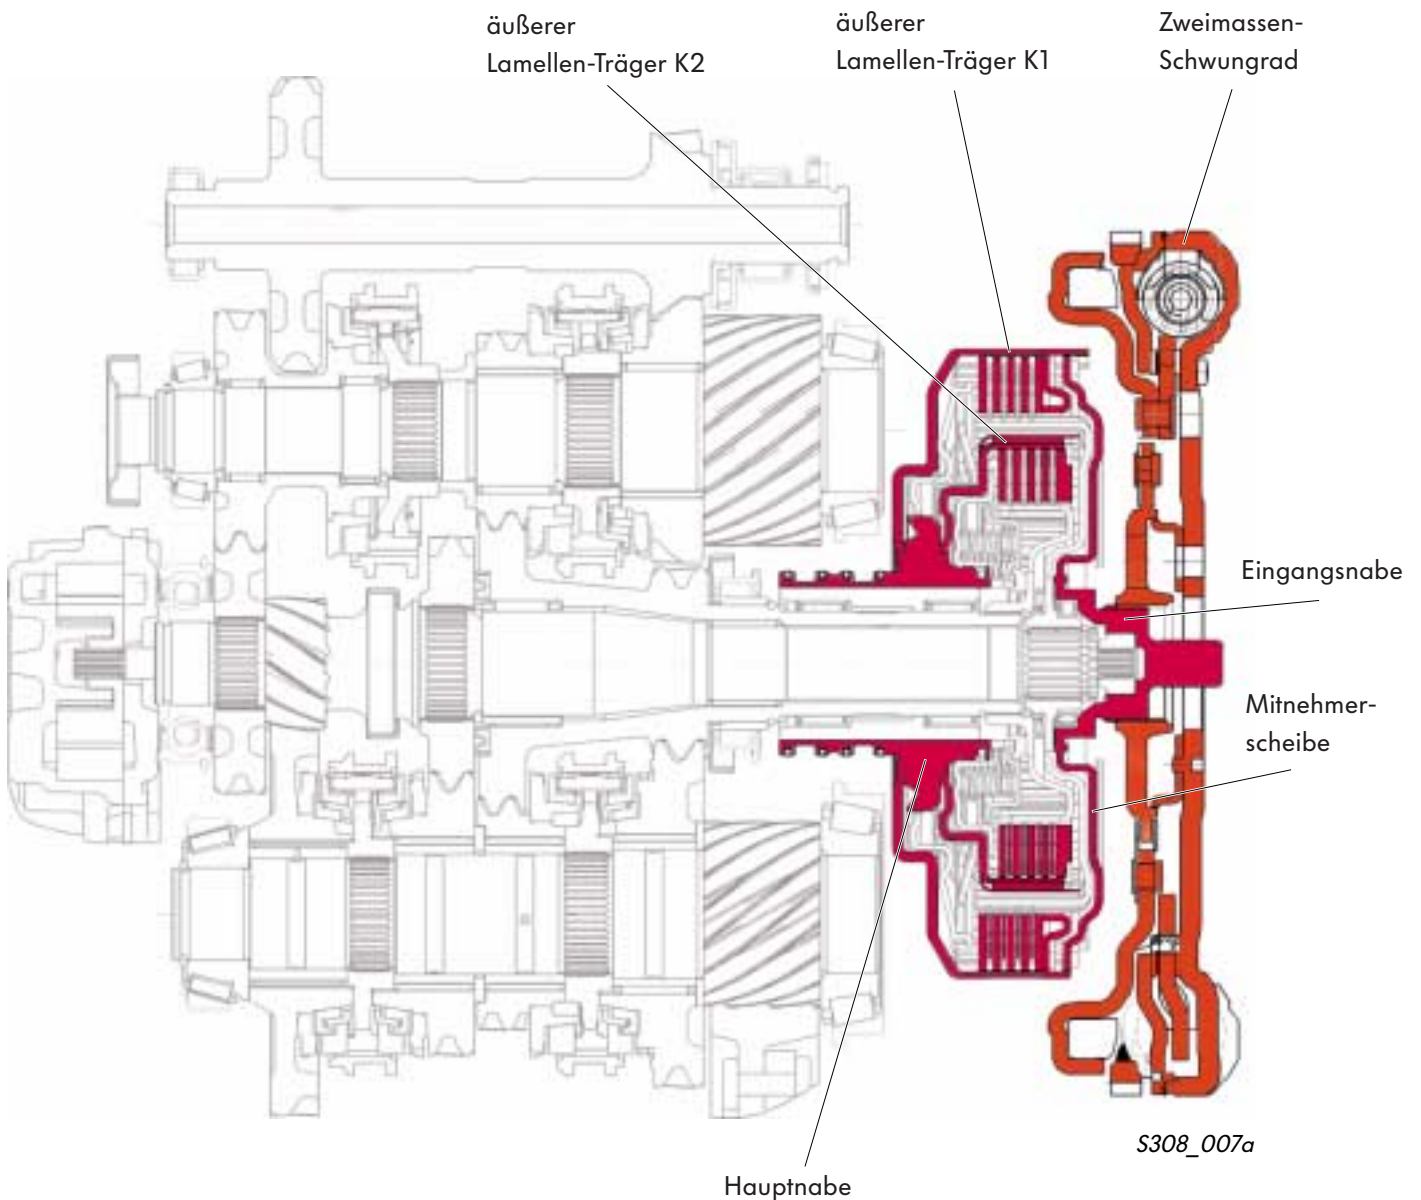 äußerer
Lamellen-Träger K2
äußerer
Lamellen-Träger K1
Zweimassen-
Schwungrad
Eingangsnabe
Mitnehmer-
scheibe
S308_007a
Hauptnabe